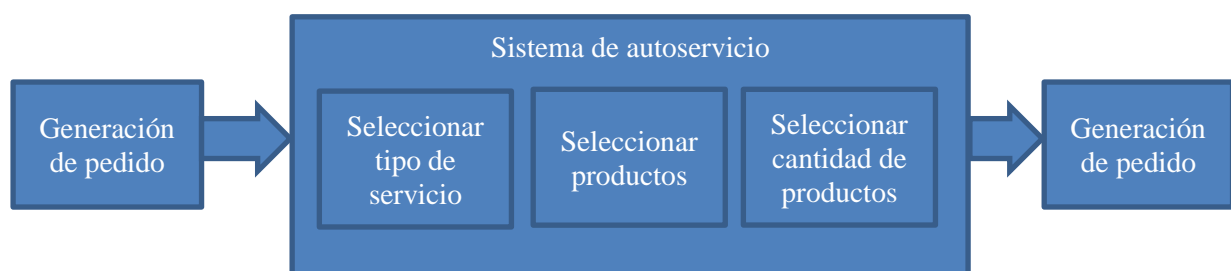 Sistema de autoservicio
Generación
de pedido
Seleccionar
tipo de
servicio
Seleccionar
productos
Seleccionar
cantidad de
productos
Generación
de pedido